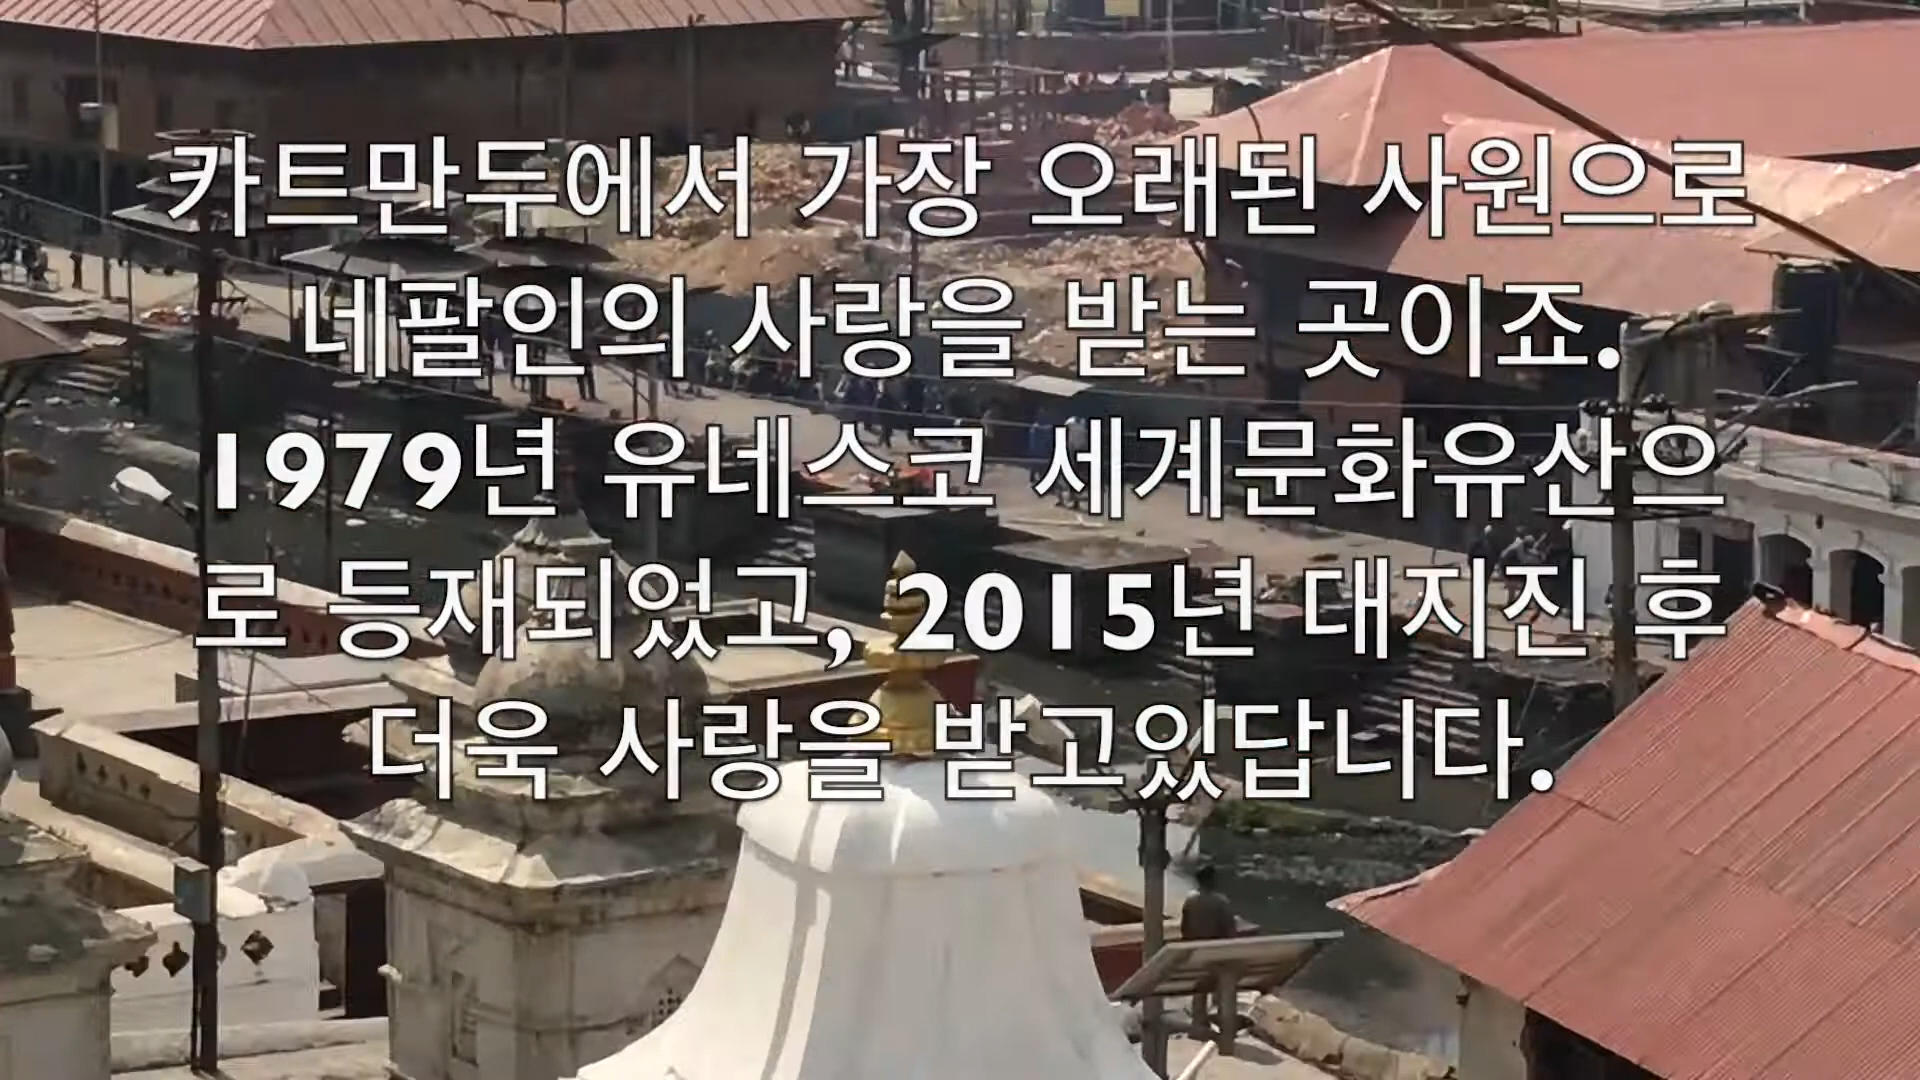 카트만두에서 가장 오래된 사원으로
네팔인의 사랑을 받는 곳이죠.
1979년 유네스코 세계문화유산으
로 등재되었고, 2015년 대지진 후
더욱 사랑을 받고있답니다.